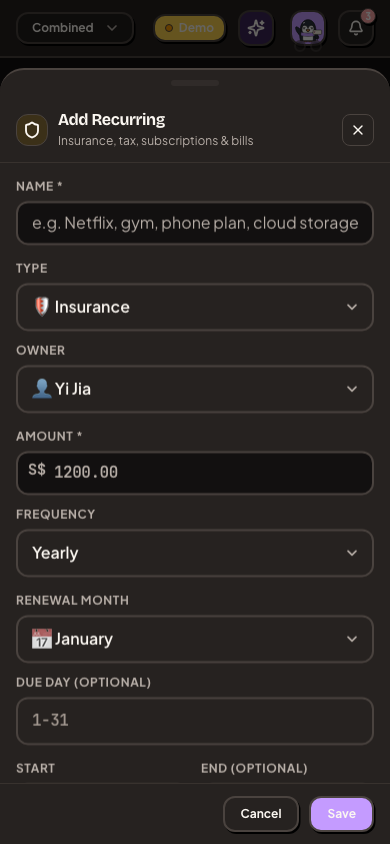 Combined
Demo
3
Add Recurring
Insurance, tax, subscriptions & bills
NAME *
e.g. Netflix, gym, phone plan, cloud storage
TYPE
Insurance
OWNER
Yi Jia
AMOUNT *
S$ 1200.00
FREQUENCY
Yearly
RENEWAL MONTH
17 January
DUE DAY (OPTIONAL)
1-31
START END (OPTIONAL)
Cancel Save